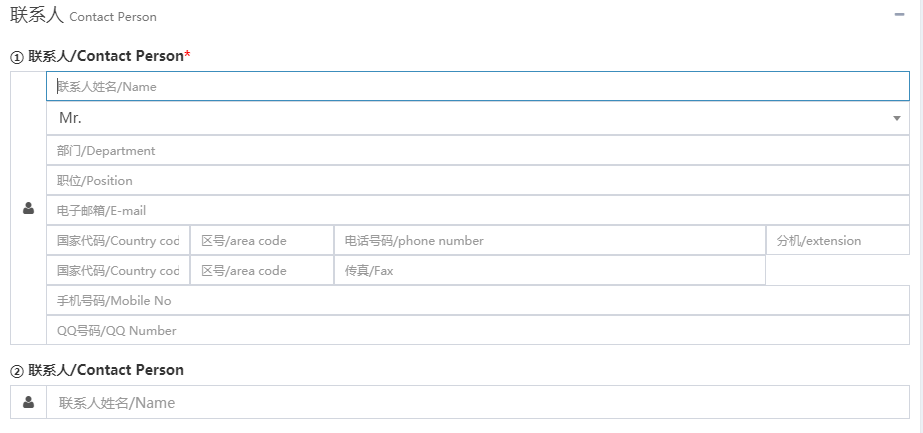 联系人 Contact Person
① 联系人/Contact Person*
联系人姓名/Name
Mr.
部门/Department
职位/Position
电子邮箱/E-mail
国家代码/Country cod 区号/area code 电话号码/phone number 分机/extension
国家代码/Country cod 区号/area code 传真/Fax
手机号码/Mobile No
QQ号码/QQ Number
② 联系人/Contact Person
联系人姓名/Name